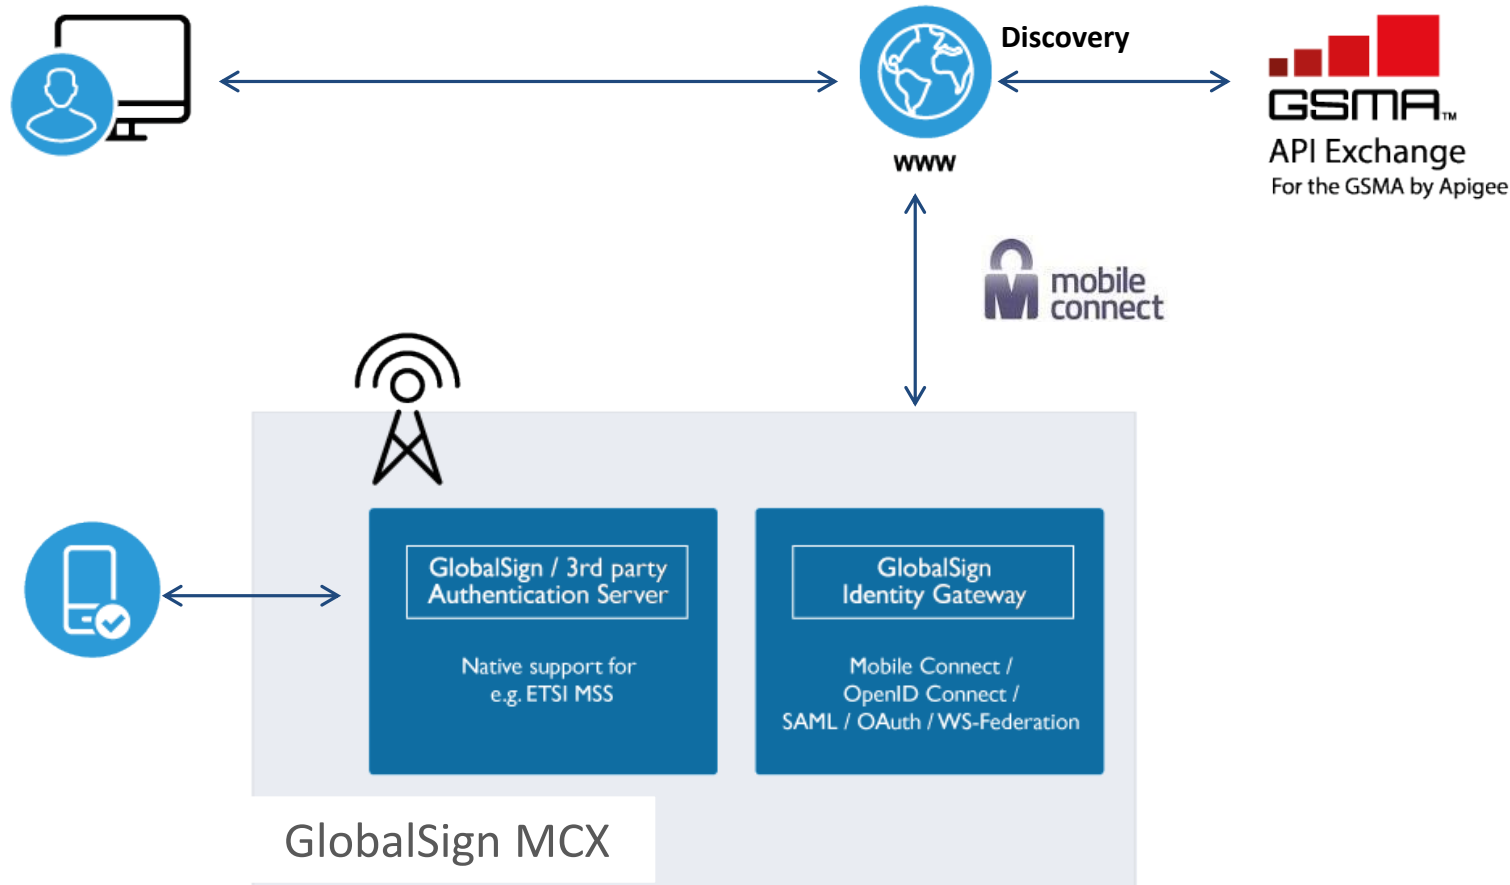 Discovery
GSMA™
API Exchange
For the GSMA by Apigee
www
mobile
connect
GlobalSign / 3rd party
Authentication Server
Native support for
e.g. ETSI MSS
GlobalSign
Identity Gateway
Mobile Connect /
OpenID Connect /
SAML / OAuth / WS-Federation
GlobalSign MCX